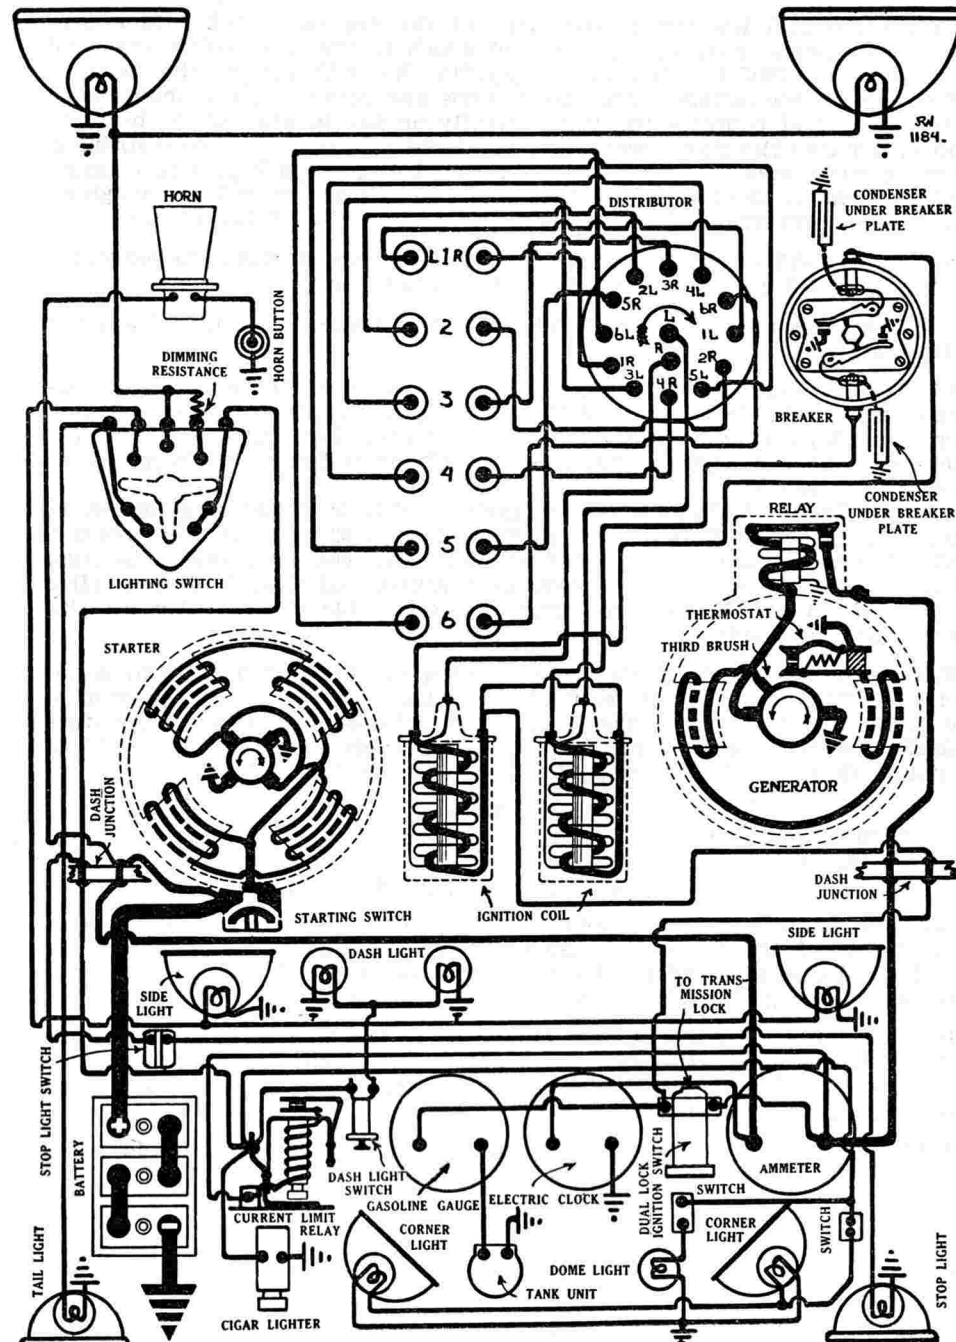 RW
1184.
HORN
HORN BUTTON
DIMMING
RESISTANCE
LIGHTING SWITCH
DISTRIBUTOR
L 1 R
2
3
4
5
6
2L
3R
4L
5R
6R
6L
L
1L
1R
R
2R
3L
4R
5L
CONDENSER
UNDER BREAKER
PLATE
BREAKER
CONDENSER
UNDER BREAKER
PLATE
RELAY
THERMOSTAT
THIRD BRUSH
GENERATOR
STARTER
DASH
JUNCTION
STARTING SWITCH
IGNITION COIL
DASH
JUNCTION
SIDE
LIGHT
DASH LIGHT
TO TRANS-
MISSION
LOCK
SIDE LIGHT
STOP LIGHT SWITCH
BATTERY
+
−
DASH LIGHT
SWITCH
CURRENT LIMIT
RELAY
GASOLINE GAUGE
ELECTRIC CLOCK
DUAL LOCK
IGNITION SWITCH
AMMETER
SWITCH
SWITCH
CORNER
LIGHT
CORNER
LIGHT
TAIL LIGHT
CIGAR LIGHTER
TANK UNIT
DOME LIGHT
STOP LIGHT